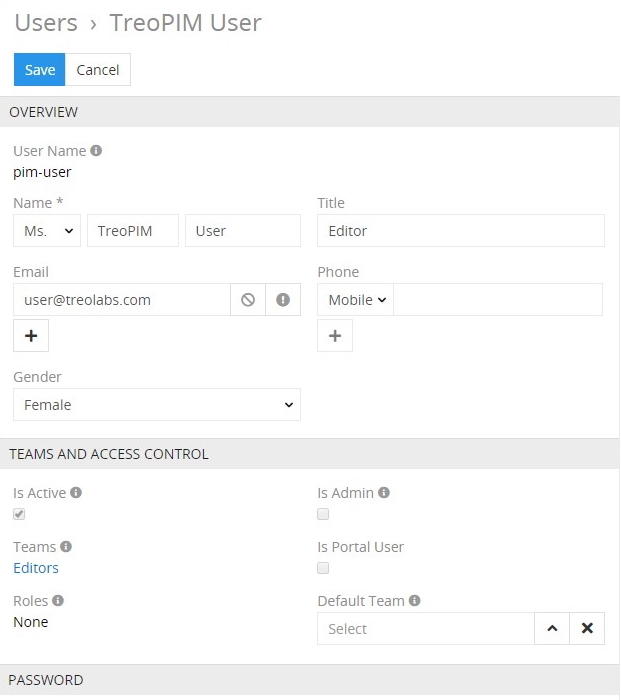 Users › TreoPIM User
Save Cancel
OVERVIEW
User Name
pim-user
Name * Title
Ms. TreoPIM User Editor
Email Phone
user@treolabs.com Mobile
Gender
Female
TEAMS AND ACCESS CONTROL
Is Active Is Admin
Teams Is Portal User
Editors
Roles Default Team
None Select
PASSWORD